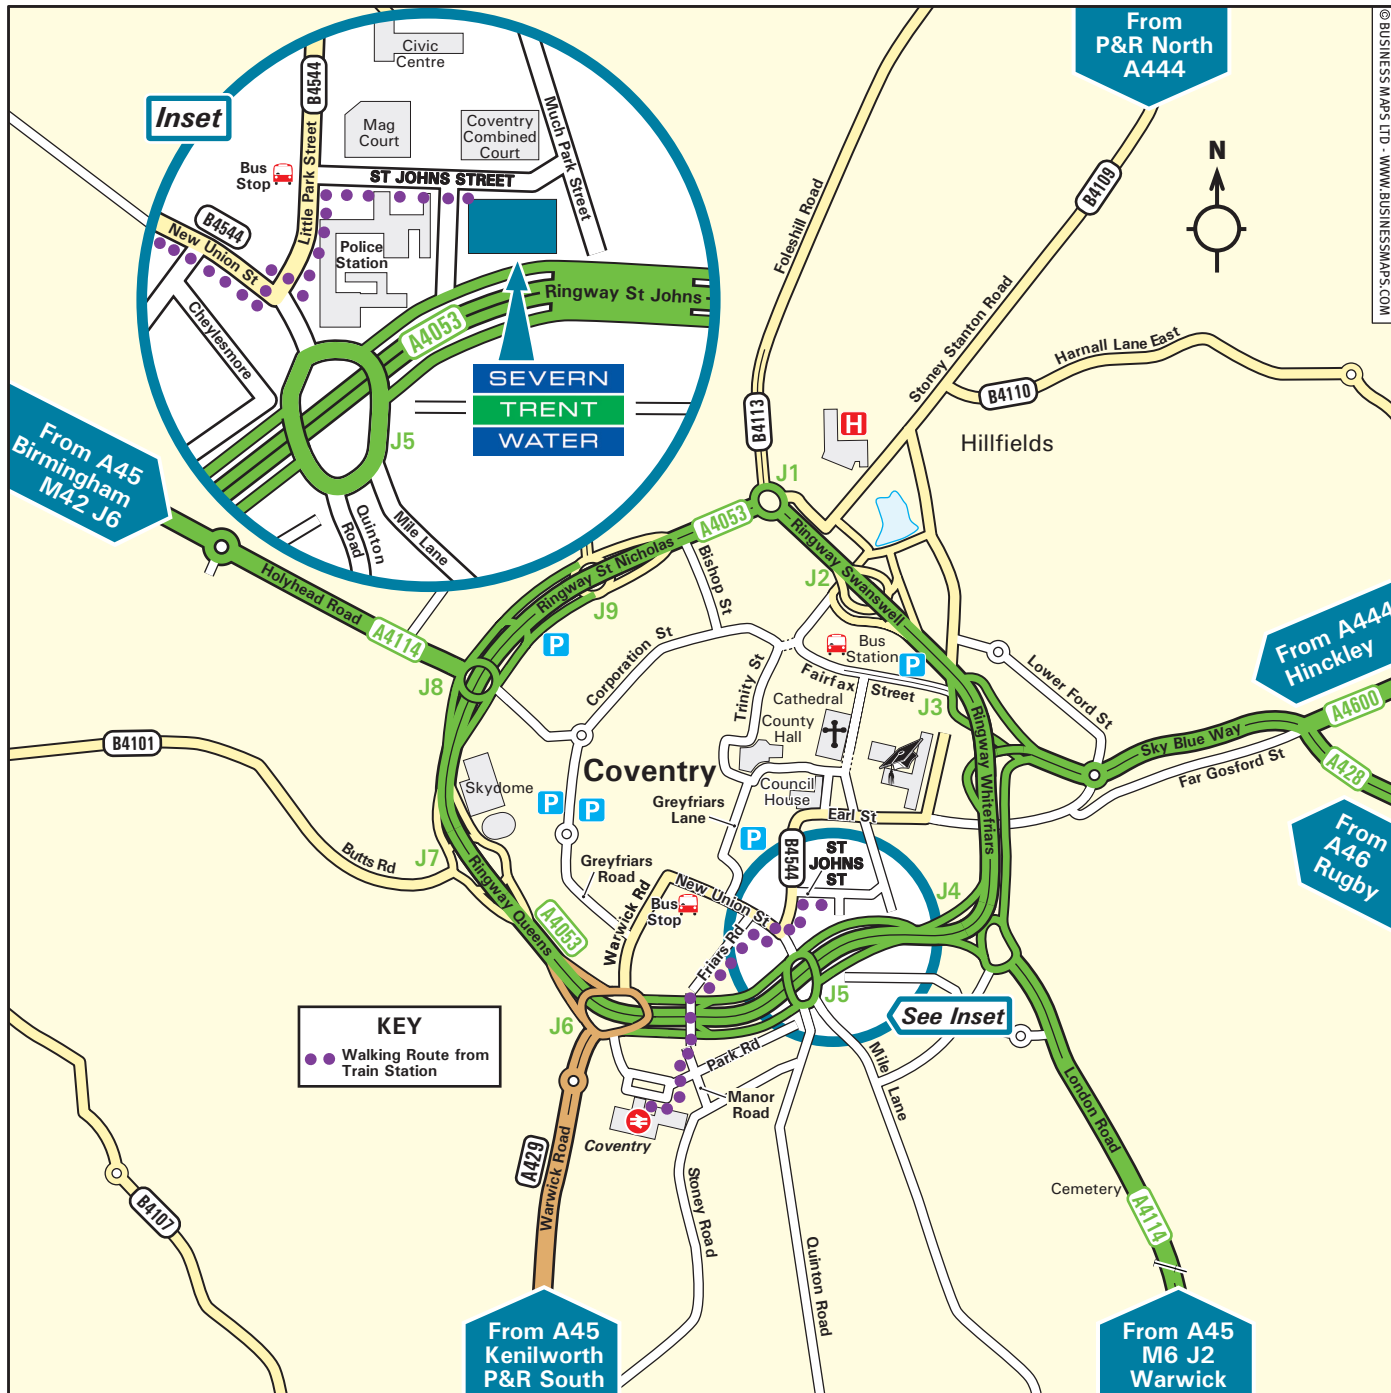 © BUSINESS MAPS LTD - WWW.BUSINESSMAPS.COM
From
P&R North
A444
N
Inset
Civic
Centre
B4544
Mag
Court
Coventry
Combined
Court
Much Park Street
Bus
Stop
ST JOHNS STREET
Little Park Street
B4544
New Union St
Police
Station
Cheylesmore
Ringway St Johns
A4053
SEVERN
TRENT
WATER
J5
Quinton
Road
Mile Lane
From A45
Birmingham
M42 J6
Holyhead Road
A4114
J8
Foleshill Road
B4113
B4109
Stoney Stanton Road
Harnall Lane East
B4110
Hillfields
H
J1
A4053
Ringway St Nicholas
J9
Bishop St
Ringway Swanswell
J2
P
Corporation St
Trinity St
Bus
Station
P
Fairfax Street
J3
Lower Ford St
From A444
Hinckley
A4600
Sky Blue Way
Far Gosford St
A428
From
A46
Rugby
Cathedral
County
Hall
Ringway Whitefriars
Coventry
Council
House
Greyfriars
Lane
Earl St
P
P
P
B4101
Skydome
Butts Rd
J7
Ringway Queens
A4053
Greyfriars
Road
Warwick Rd
New Union St
Bus
Stop
B4544
ST
JOHNS
ST
J4
Friars Rd
J5
See Inset
J6
KEY
Walking Route from
Train Station
Park Rd
Manor
Road
Mile Lane
London Road
Coventry
A429
Warwick Road
Stoney Road
Quinton Road
Cemetery
A4114
B4107
From A45
Kenilworth
P&R South
From A45
M6 J2
Warwick